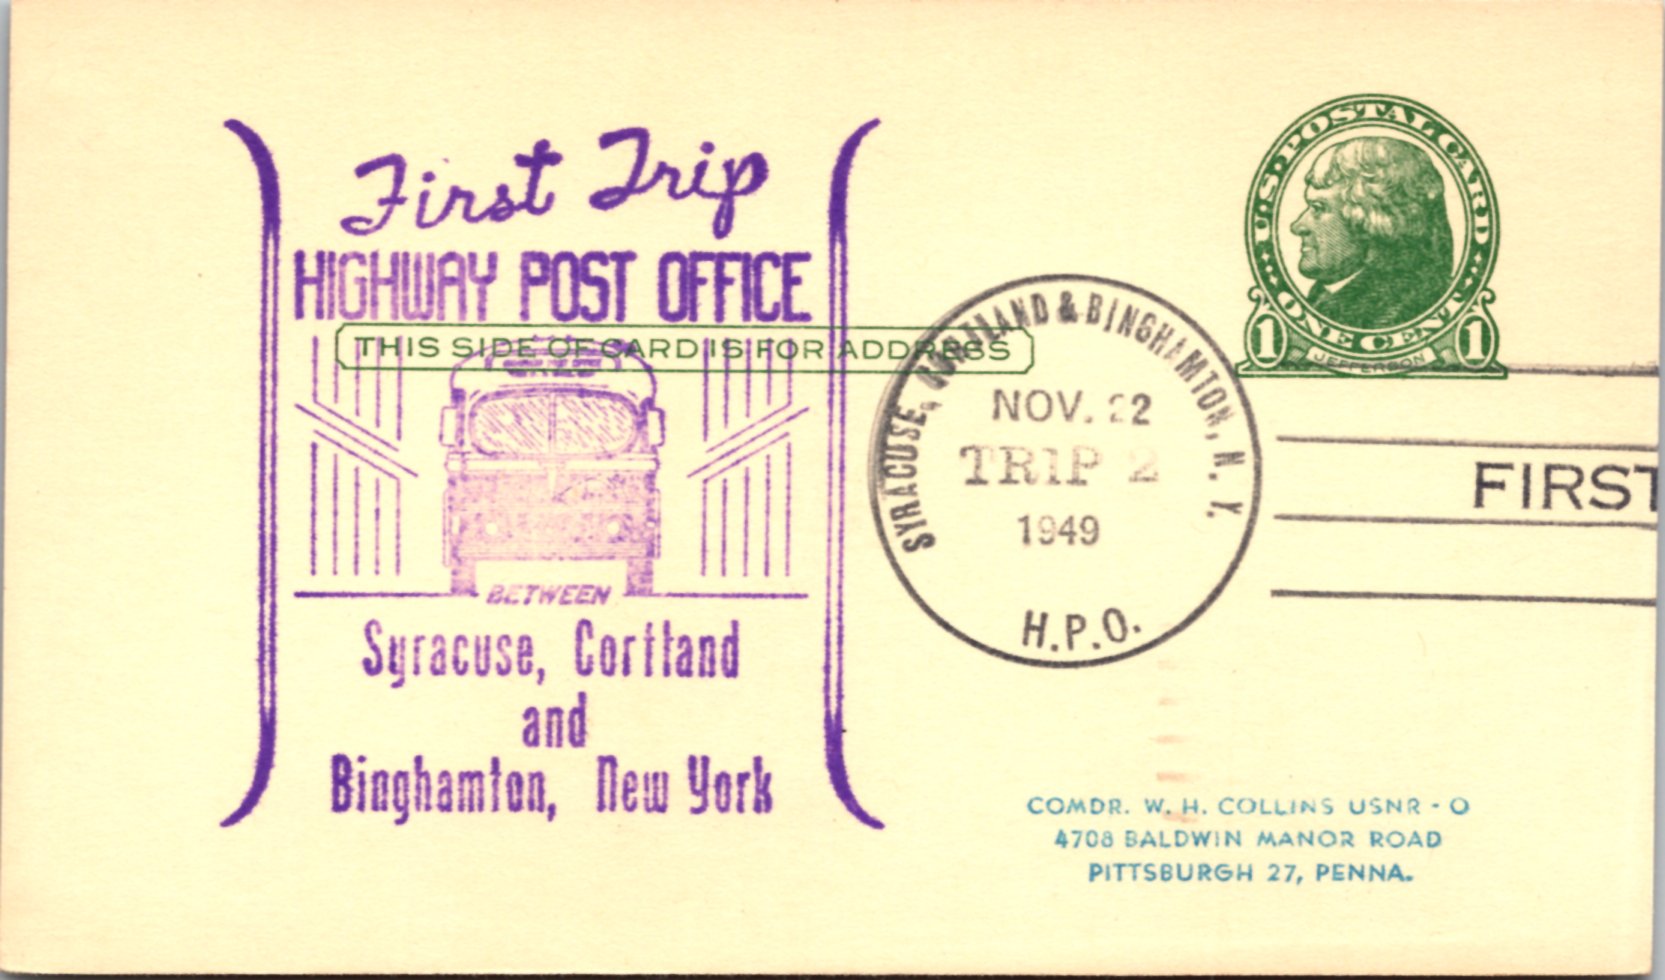 First Trip
HIGHWAY POST OFFICE
THIS SIDE OF CARD IS FOR ADDRESS
BETWEEN
Syracuse, Cortland
and
Binghamton, New York
SYRACUSE, CORTLAND & BINGHAMTON, N. Y.
NOV. 22
TRIP 2
1949
H.P.O.
U.S. POSTAL CARD
ONE CENT
1 1
JEFFERSON
FIRST
COMDR. W. H. COLLINS USNR - O
4708 BALDWIN MANOR ROAD
PITTSBURGH 27, PENNA.